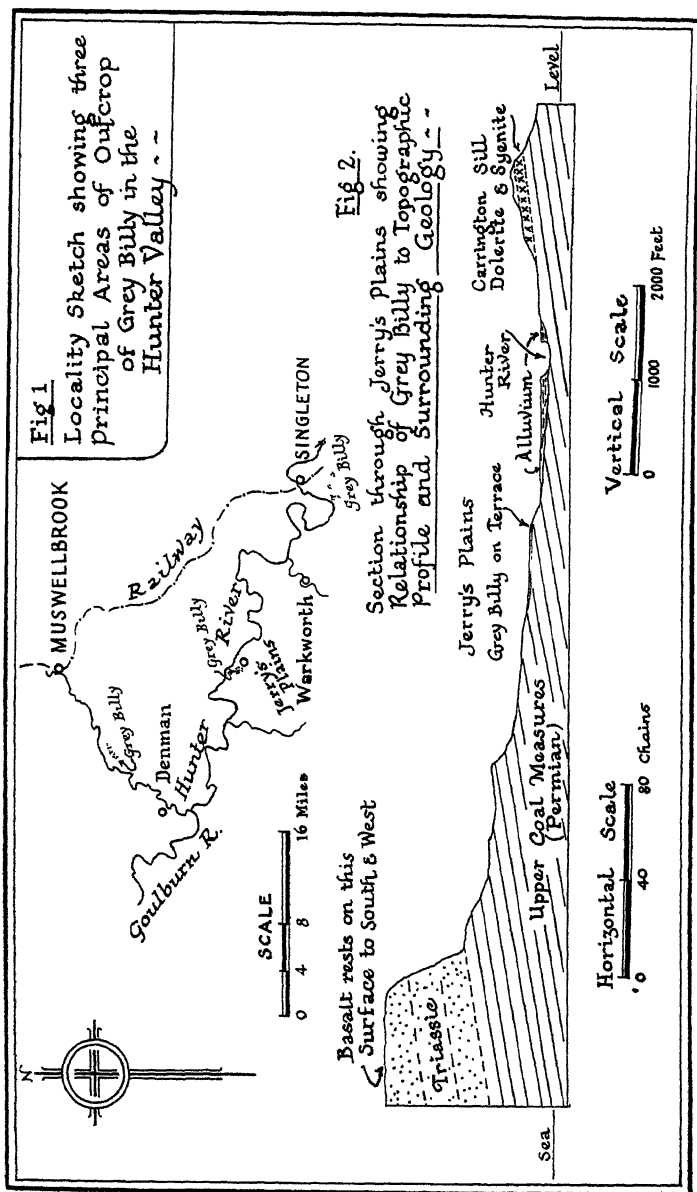 Fig 1
Locality Sketch showing three
Principal Areas of Outcrop
of Grey Billy in the
Hunter Valley - ~
N
MUSWELLBROOK
Railway
SINGLETON
Grey Billy
Grey Billy
Denman
Hunter
Grey Billy
River
Jerry's
Plains
Warkworth
Goulburn R.
SCALE
0 4 8 16 Miles
Fig 2.
Section through Jerry's Plains showing
Relationship of Grey Billy to Topographic
Profile and Surrounding Geology - -
Basalt rests on this
Surface to South & West
Triassic
Jerry's Plains
Grey Billy on Terrace
Alluvium
Hunter
River
Carrington Sill
Dolerite & Syenite
Upper Coal Measures
(Permian)
Sea
Level
Horizontal Scale
0 40 80 Chains
Vertical Scale
0 1000 2000 Feet